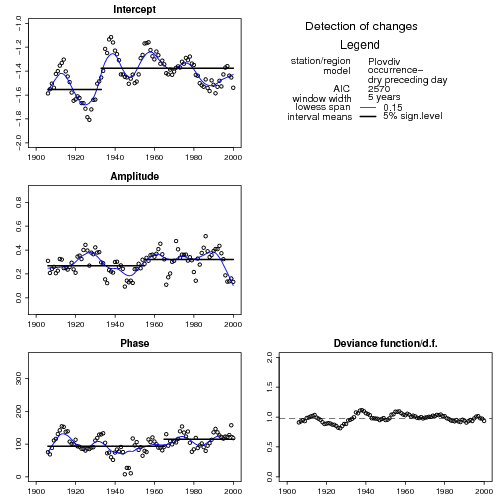 Intercept
−1.0
−1.2
−1.4
−1.6
−1.8
−2.0
1900 1920 1940 1960 1980 2000
Detection of changes
Legend
station/region Plovdiv
model occurrence−
dry preceding day
AIC 2570
window width 5 years
lowess span 0.15
interval means 5% sign.level
Amplitude
0.8
0.6
0.4
0.2
0.0
1900 1920 1940 1960 1980 2000
Phase
300
200
100
0
1900 1920 1940 1960 1980 2000
Deviance function/d.f.
2.0
1.5
1.0
0.5
0.0
1900 1920 1940 1960 1980 2000